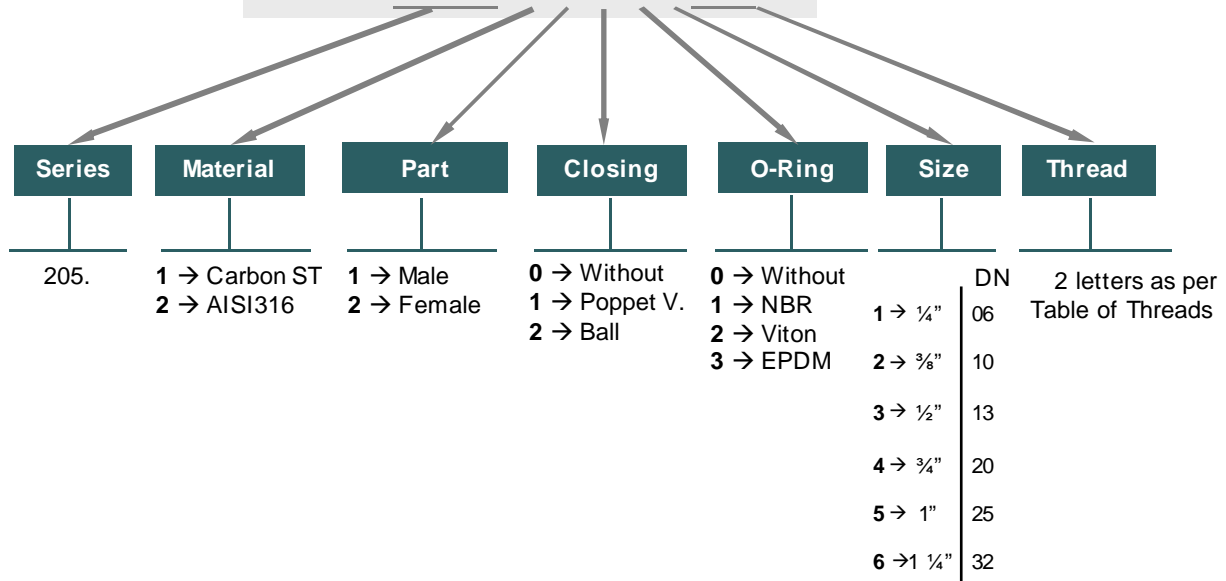 Series
205.
Material
1 → Carbon ST
2 → AISI316
Part
1 → Male
2 → Female
Closing
0 → Without
1 → Poppet V.
2 → Ball
O-Ring
0 → Without
1 → NBR
2 → Viton
3 → EPDM
Size
DN
1 → ¼” 06
2 → ⅜” 10
3 → ½” 13
4 → ¾” 20
5 → 1” 25
6 →1 ¼” 32
Thread
2 letters as per
Table of Threads